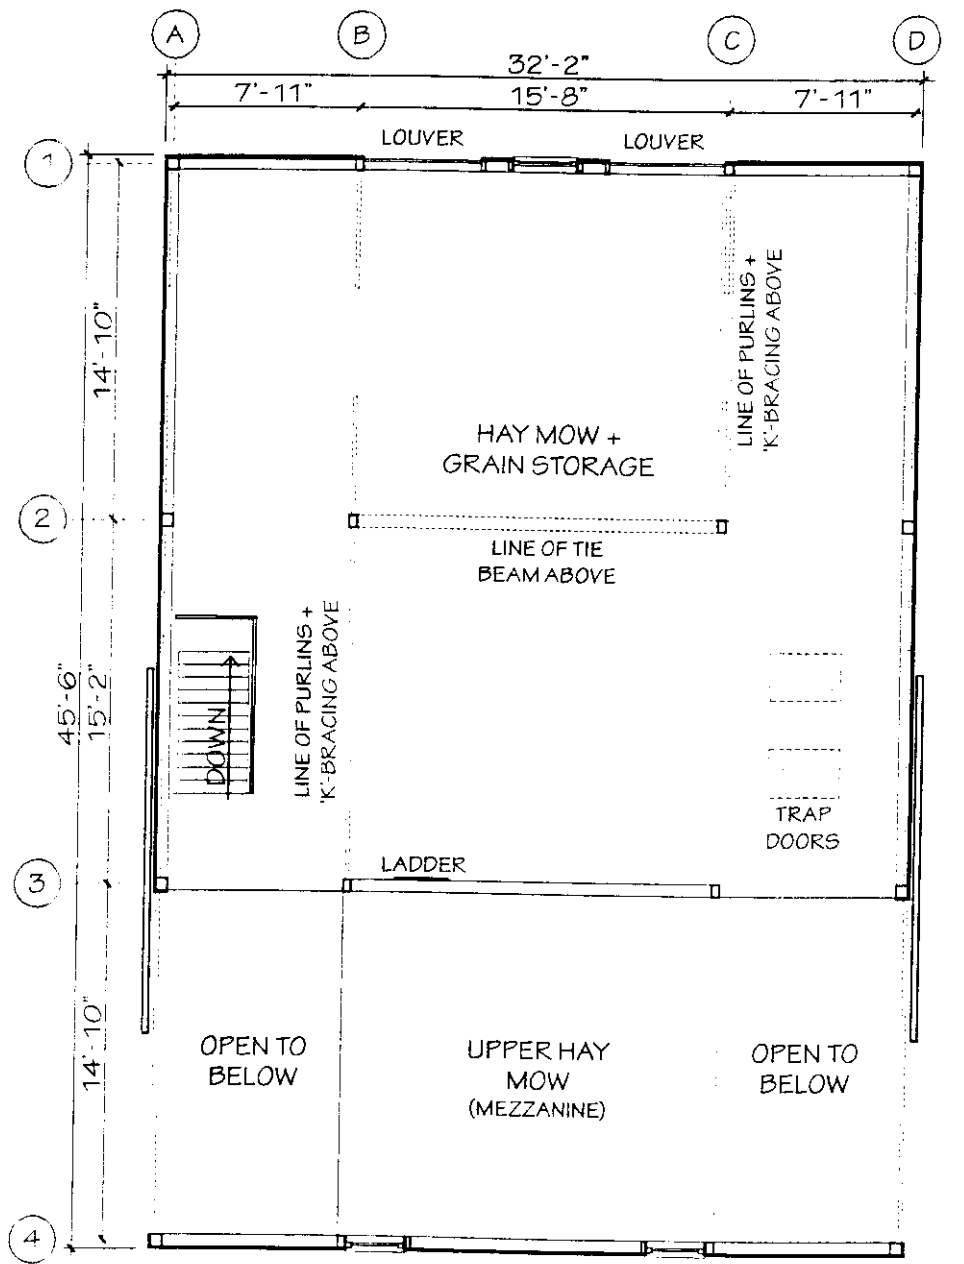 A
B
C
D
32'-2"
7'-11"
15'-8"
7'-11"
LOUVER
LOUVER
1
14'-10"
LINE OF PURLINS +
'K'-BRACING ABOVE
HAY MOW +
GRAIN STORAGE
2
LINE OF TIE
BEAM ABOVE
45'-6"
15'-2"
DOWN
LINE OF PURLINS +
'K'-BRACING ABOVE
TRAP
DOORS
3
LADDER
14'-10"
OPEN TO
BELOW
UPPER HAY
MOW
(MEZZANINE)
OPEN TO
BELOW
4